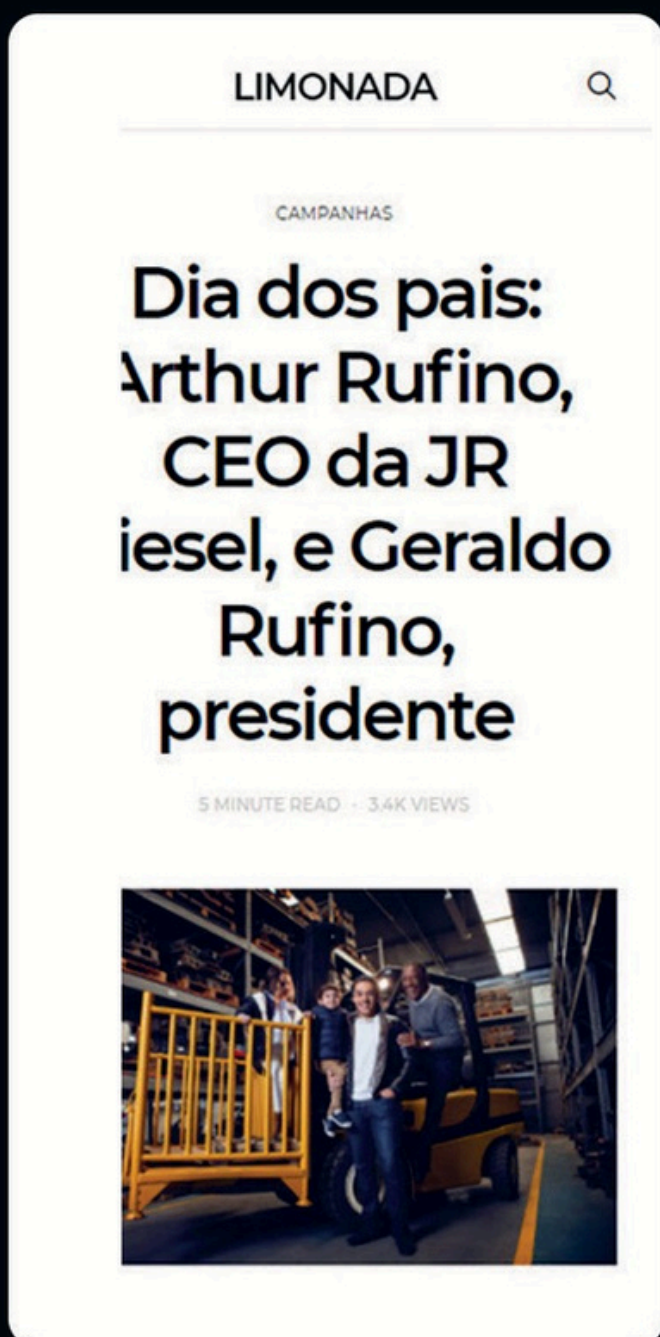 LIMONADA
CAMPANHAS
Dia dos pais:
Arthur Rufino,
CEO da JR
iesel, e Geraldo
Rufino,
presidente
5 MINUTE READ · 3.4K VIEWS